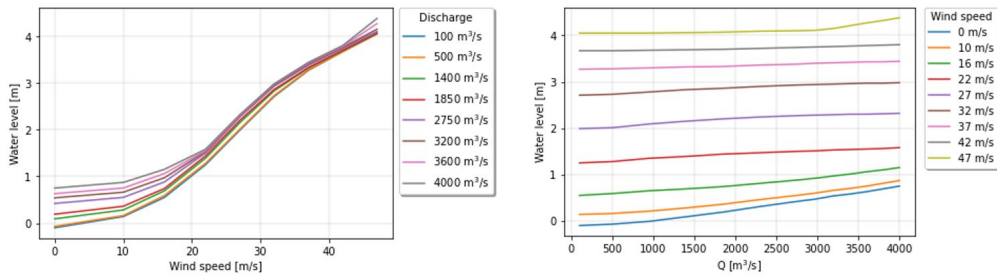 Discharge
100 m³/s
500 m³/s
1400 m³/s
1850 m³/s
2750 m³/s
3200 m³/s
3600 m³/s
4000 m³/s
Water level [m]
4
3
2
1
0
0 10 20 30 40
Wind speed [m/s]
Wind speed
0 m/s
10 m/s
16 m/s
22 m/s
27 m/s
32 m/s
37 m/s
42 m/s
47 m/s
Water level [m]
4
3
2
1
0
0 500 1000 1500 2000 2500 3000 3500 4000
Q [m³/s]